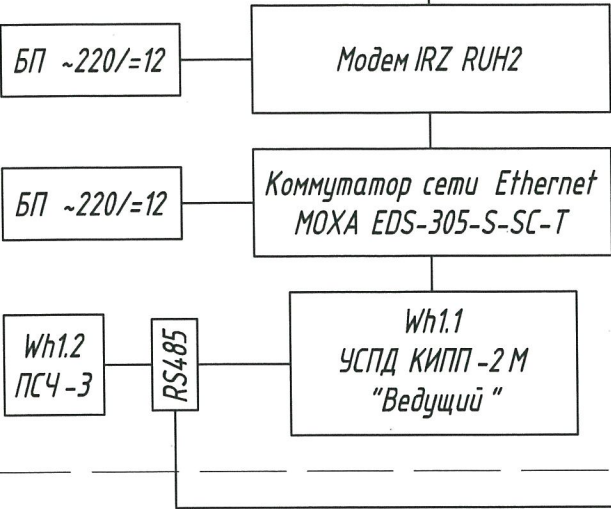 БП ~220/=12
Модем IRZ RUH2
БП ~220/=12
Коммутатор сети Ethernet
MOXA EDS-305-S-SC-T
Wh1.2
ПСЧ-3
RS485
Wh1.1
УСПД КИПП-2М
"Ведущий"